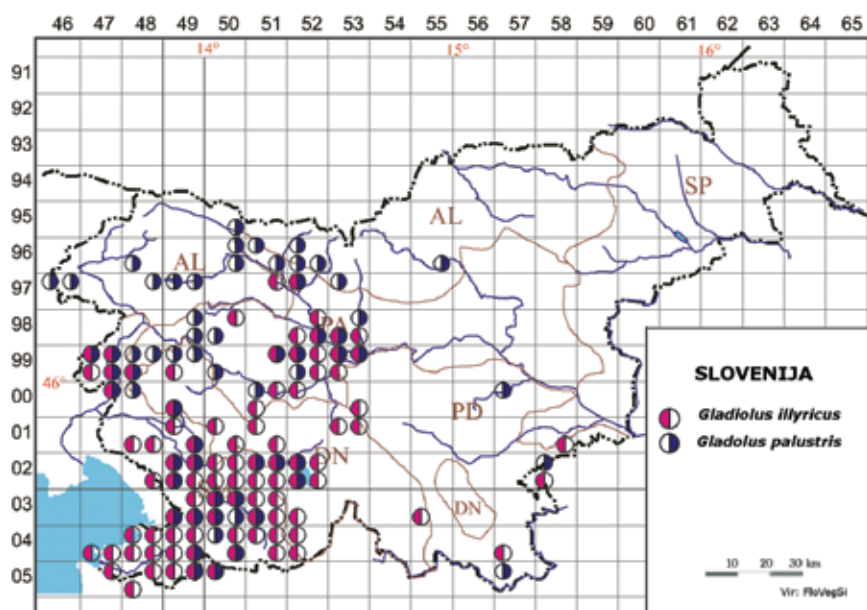 46 47 48 49 50 51 52 53 54 55 56 57 58 59 60 61 62 63 64 65
14° 15° 16°
91
92
93
94
95
96
97
98
99
46° 00
01
02
03
04
05
SP
AL
AL
PA
PD
DN
DN
SLOVENIJA
Gladiolus illyricus
Gladolus palustris
10 20 30 km
Vir: FloVegSi